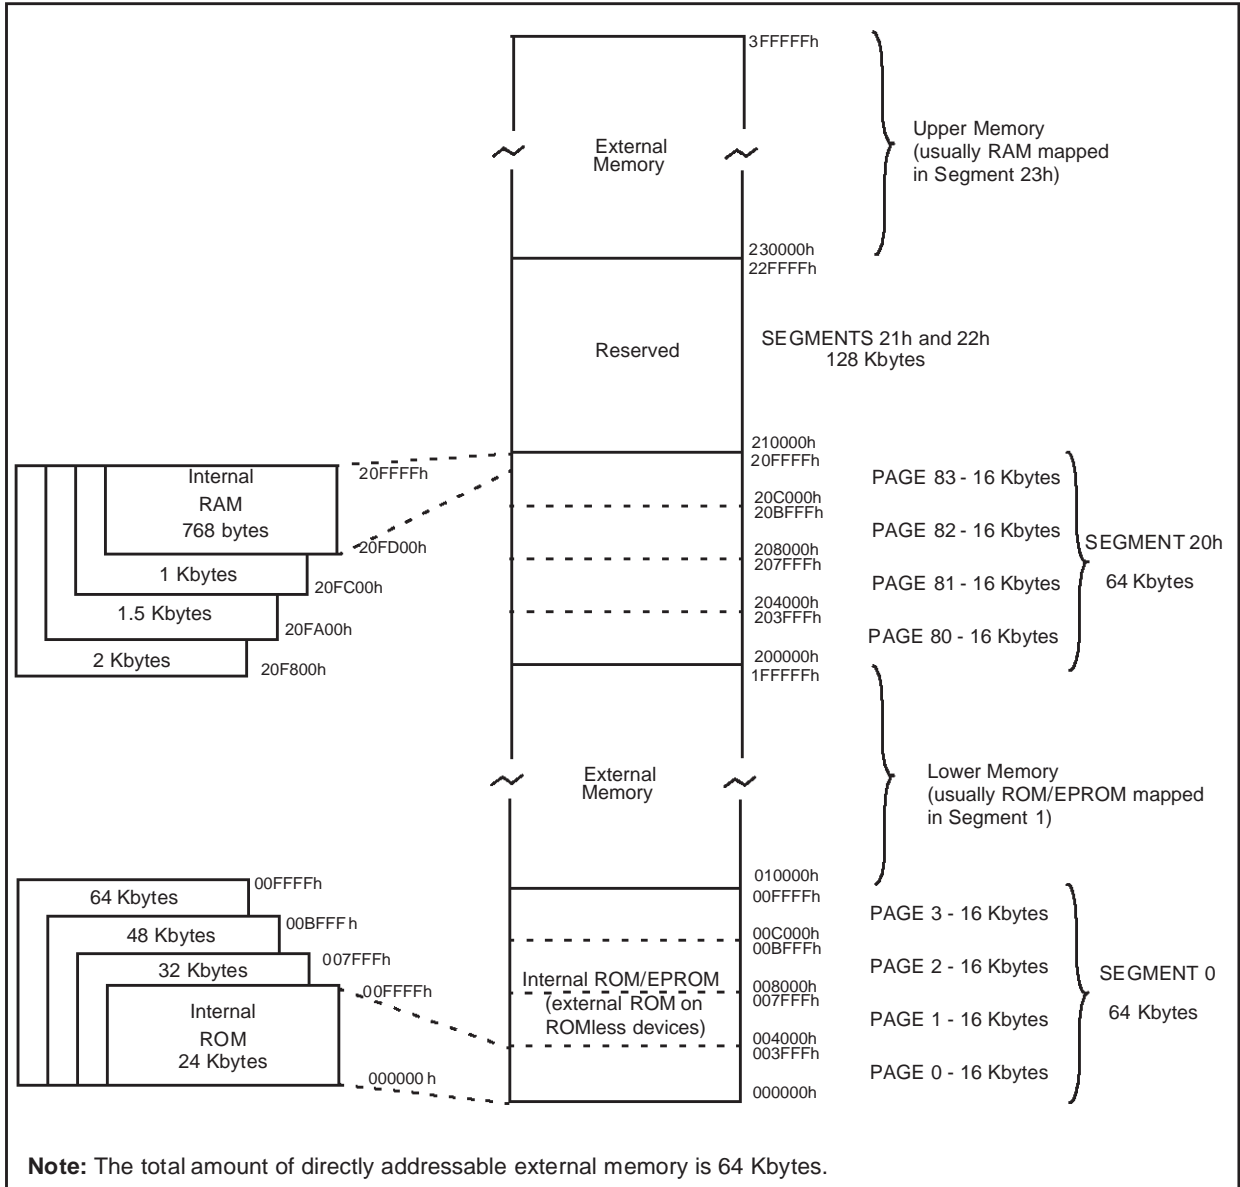 3FFFFFh
External
Memory
Upper Memory
(usually RAM mapped
in Segment 23h)
230000h
22FFFFh
Reserved
SEGMENTS 21h and 22h
128 Kbytes
210000h
20FFFFh
PAGE 83 - 16 Kbytes
20C000h
20BFFFh
PAGE 82 - 16 Kbytes
208000h
207FFFh
PAGE 81 - 16 Kbytes
204000h
203FFFh
PAGE 80 - 16 Kbytes
200000h
1FFFFFh
SEGMENT 20h
64 Kbytes
Internal
RAM
768 bytes
20FFFFh
20FD00h
1 Kbytes
20FC00h
1.5 Kbytes
20FA00h
2 Kbytes
20F800h
External
Memory
Lower Memory
(usually ROM/EPROM mapped
in Segment 1)
010000h
00FFFFh
PAGE 3 - 16 Kbytes
00C000h
00BFFFh
PAGE 2 - 16 Kbytes
Internal ROM/EPROM
(external ROM on
ROMless devices)
008000h
007FFFh
PAGE 1 - 16 Kbytes
004000h
003FFFh
PAGE 0 - 16 Kbytes
000000h
SEGMENT 0
64 Kbytes
64 Kbytes
00FFFFh
48 Kbytes
00BFFFh
32 Kbytes
007FFFh
00FFFFh
Internal
ROM
24 Kbytes
000000h
Note: The total amount of directly addressable external memory is 64 Kbytes.